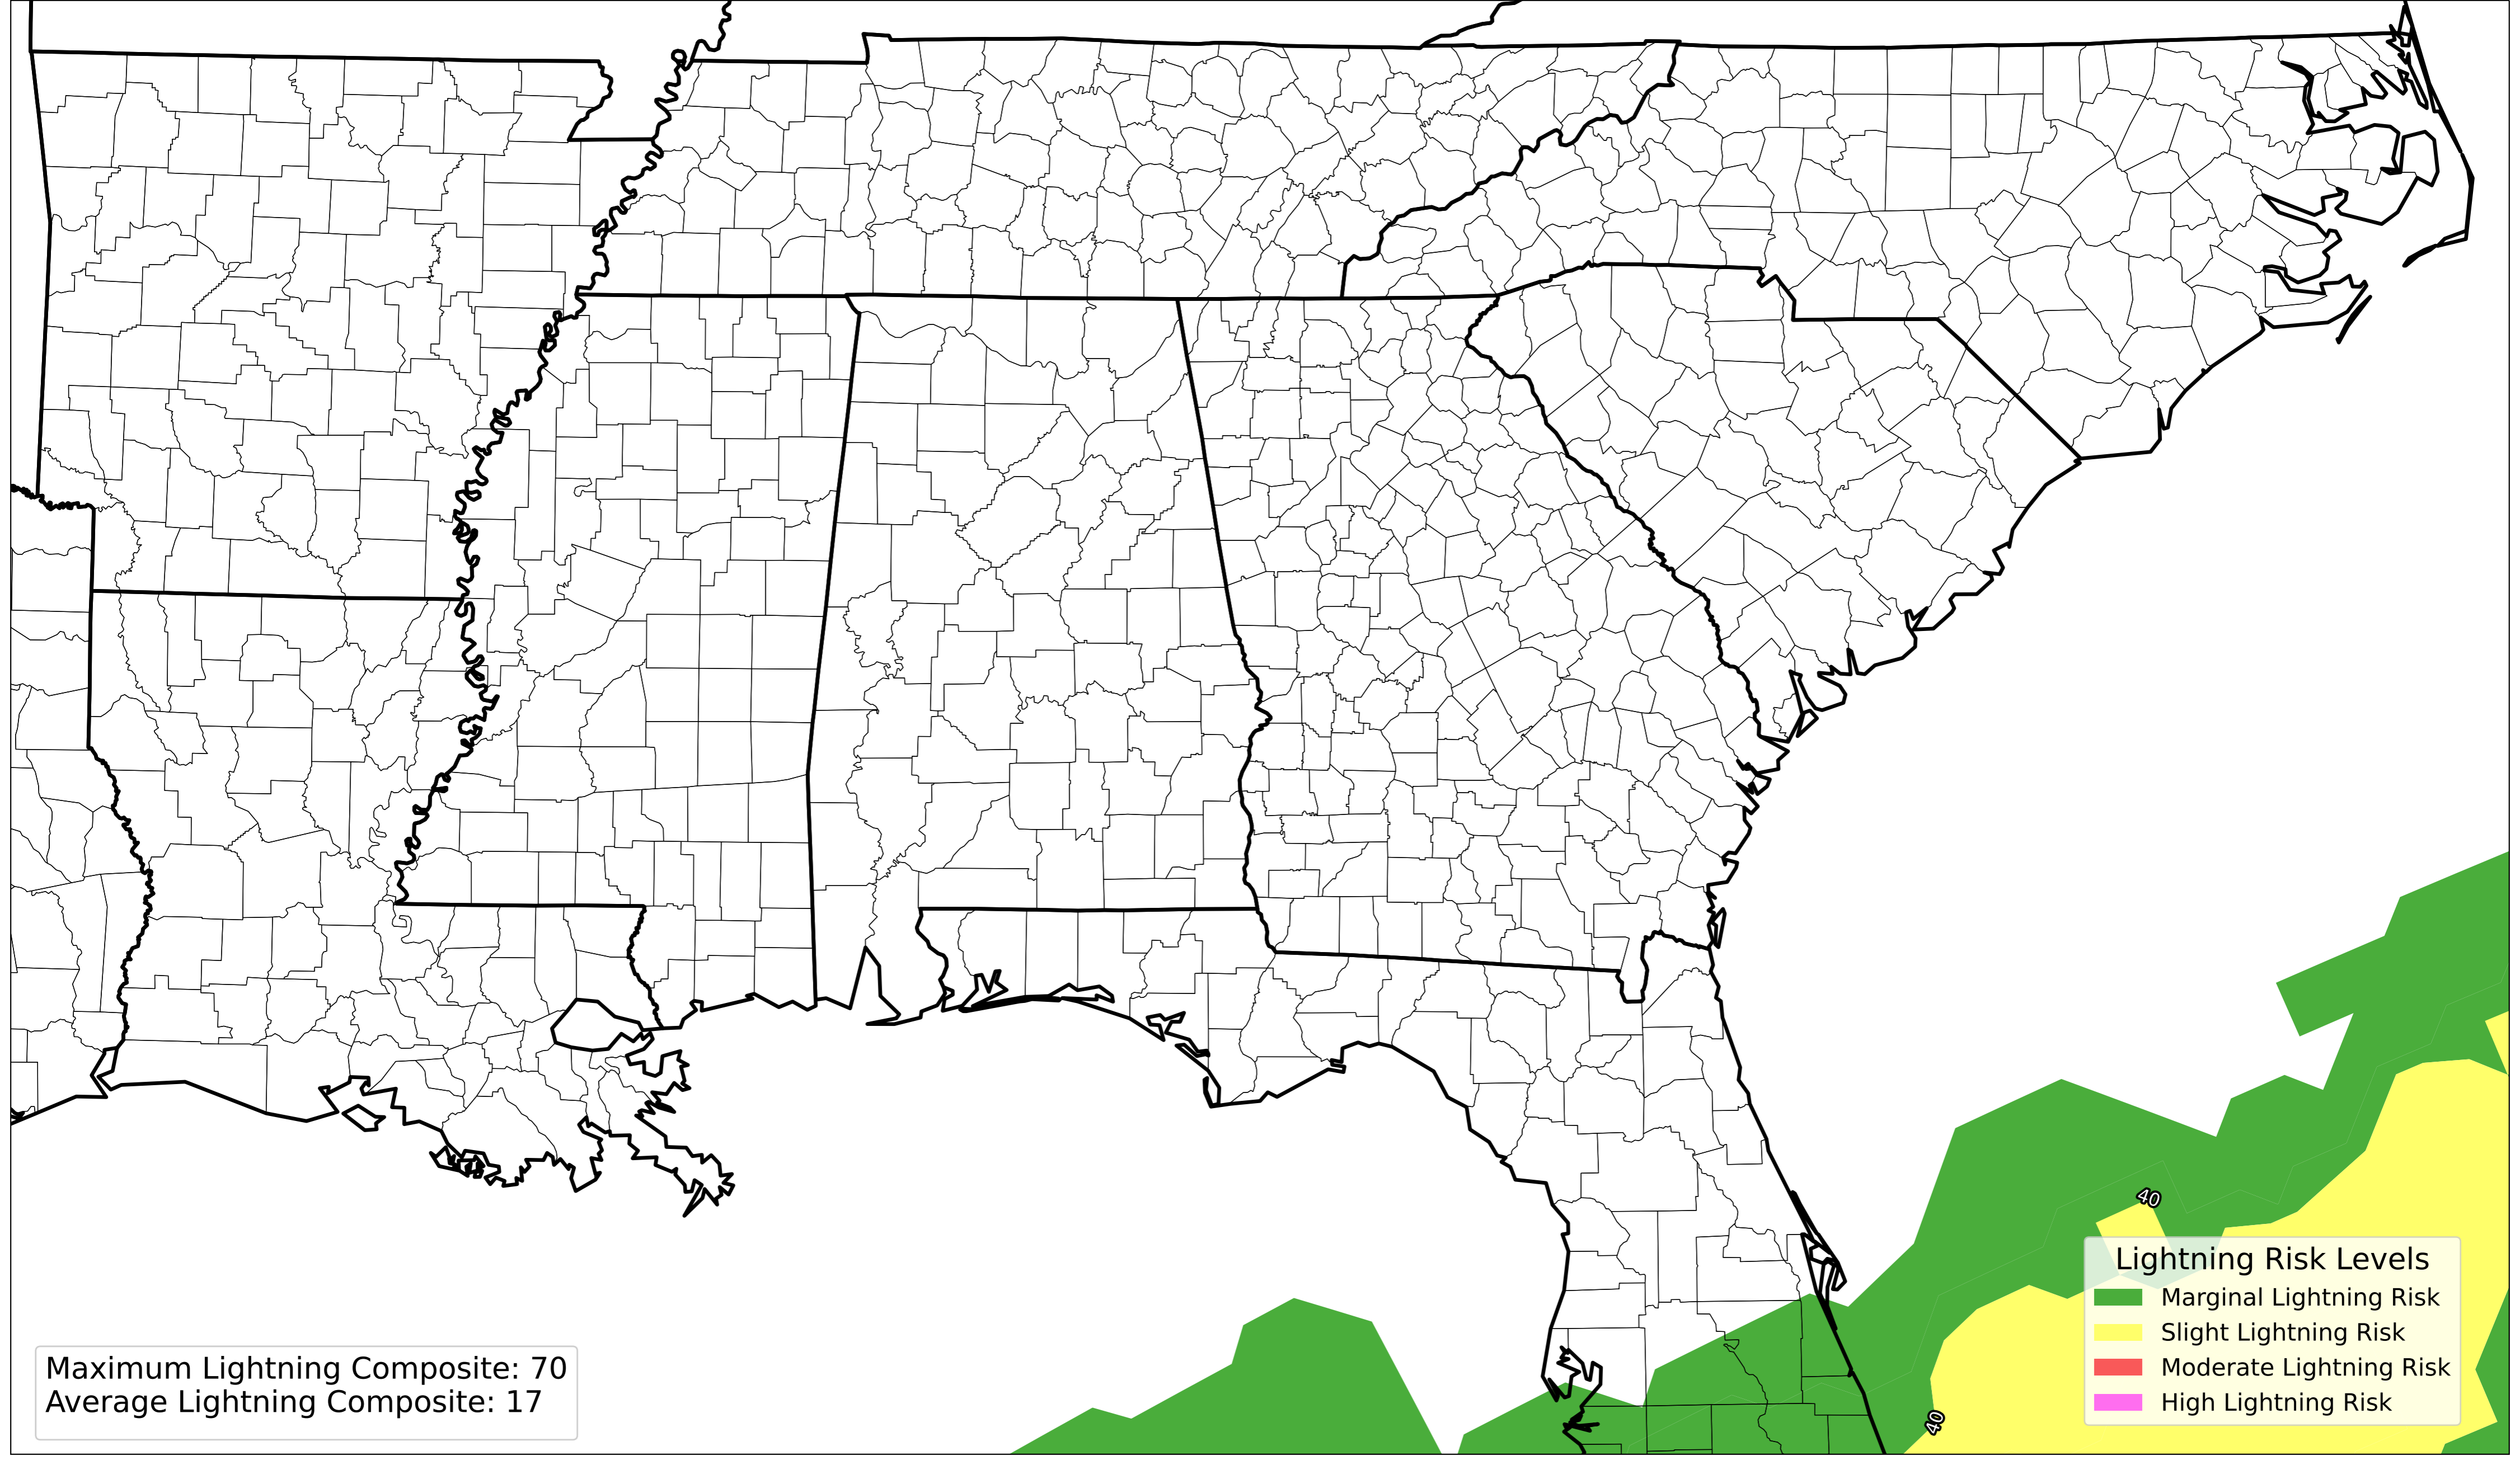 40
40
Lightning Risk Levels
Marginal Lightning Risk
Slight Lightning Risk
Moderate Lightning Risk
High Lightning Risk
Maximum Lightning Composite: 70
Average Lightning Composite: 17